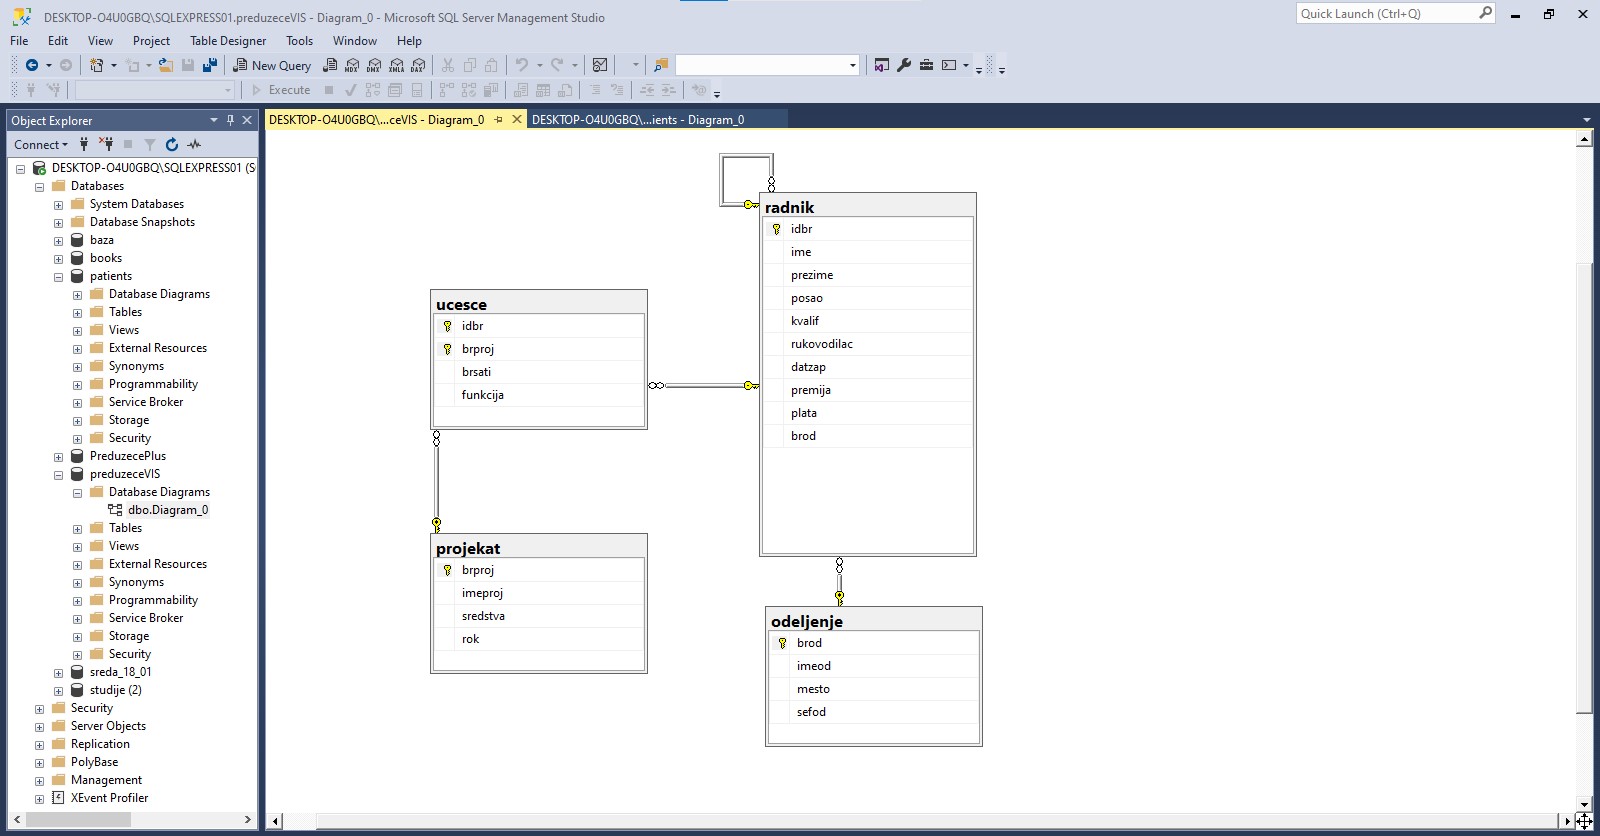 DESKTOP-O4U0GBQ\SQLEXPRESS01.preduzeceVIS - Diagram_0 - Microsoft SQL Server Management Studio
Quick Launch (Ctrl+Q)
File Edit View Project Table Designer Tools Window Help
New Query MDX DMX XMLA DAX
Execute
Object Explorer
Connect
DESKTOP-O4U0GBQ\SQLEXPRESS01 (S
Databases
System Databases
Database Snapshots
baza
books
patients
Database Diagrams
Tables
Views
External Resources
Synonyms
Programmability
Service Broker
Storage
Security
PreduzecePlus
preduzeceVIS
Database Diagrams
dbo.Diagram_0
Tables
Views
External Resources
Synonyms
Programmability
Service Broker
Storage
Security
sreda_18_01
studije (2)
Security
Server Objects
Replication
PolyBase
Management
XEvent Profiler
DESKTOP-O4U0GBQ\...ceVIS - Diagram_0
DESKTOP-O4U0GBQ\...ients - Diagram_0
radnik
idbr
ime
prezime
posao
kvalif
rukovodilac
datzap
premija
plata
brod
ucesce
idbr
brproj
brsati
funkcija
projekat
brproj
imeproj
sredstva
rok
odeljenje
brod
imeod
mesto
sefod